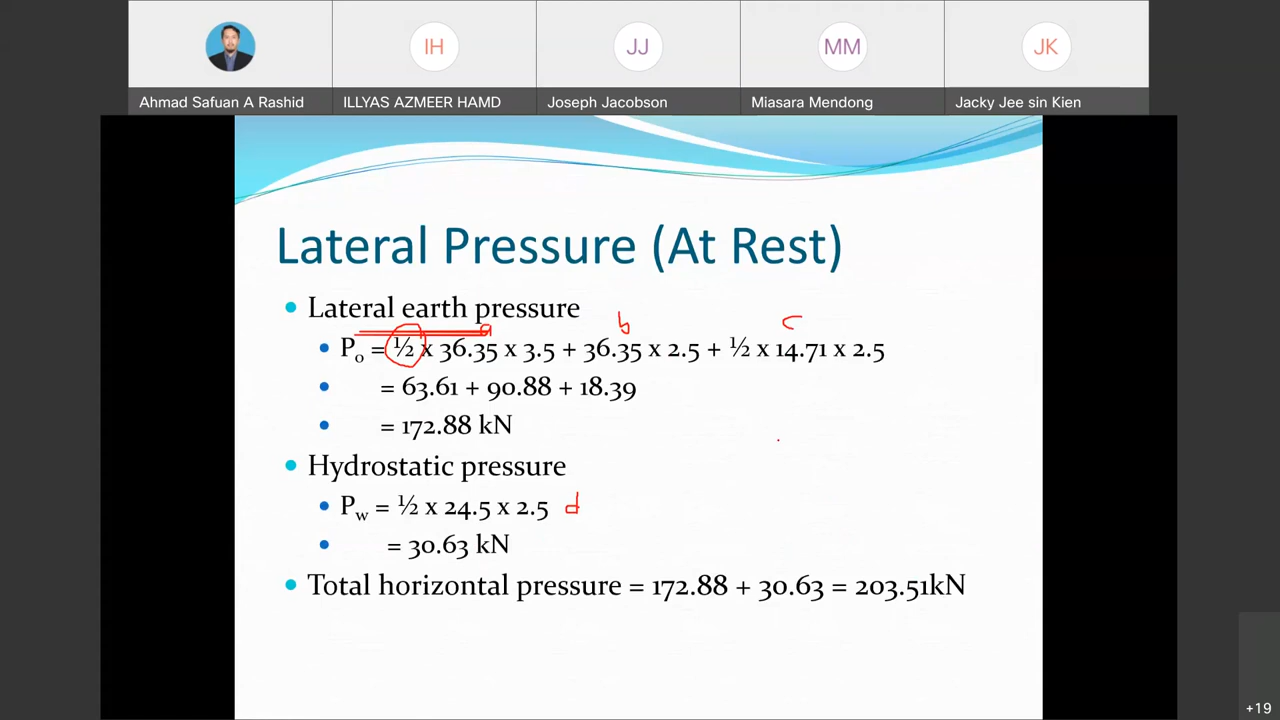 IH
JJ
MM
JK
Ahmad Safuan A Rashid
ILLYAS AZMEER HAMD
Joseph Jacobson
Miasara Mendong
Jacky Jee sin Kien
Lateral Pressure (At Rest)
Lateral earth pressure
a b c
Po = ½ x 36.35 x 3.5 + 36.35 x 2.5 + ½ x 14.71 x 2.5
= 63.61 + 90.88 + 18.39
= 172.88 kN
Hydrostatic pressure
Pw = ½ x 24.5 x 2.5 d
= 30.63 kN
Total horizontal pressure = 172.88 + 30.63 = 203.51kN
+19